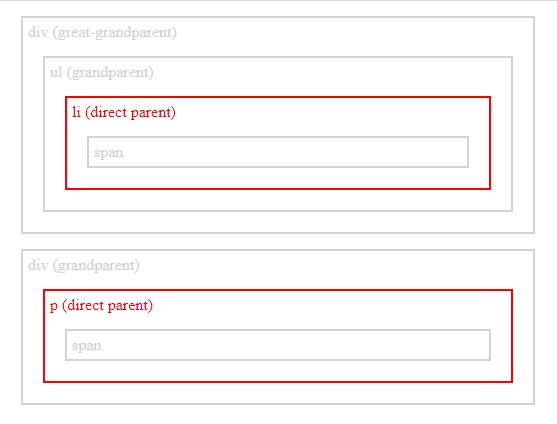 div (great-grandparent)
ul (grandparent)
li (direct parent)
span
div (grandparent)
p (direct parent)
span